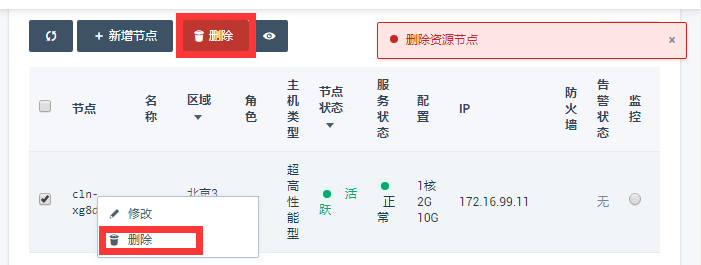 + 新增节点
删除
删除资源节点
×
节点
名称
区域
角色
主机类型
节点状态
服务状态
配置
IP
防火墙
告警状态
监控
cln-
xg8d
北京3
超高性能型
活跃
正常
1核
2G
10G
172.16.99.11
无
修改
删除